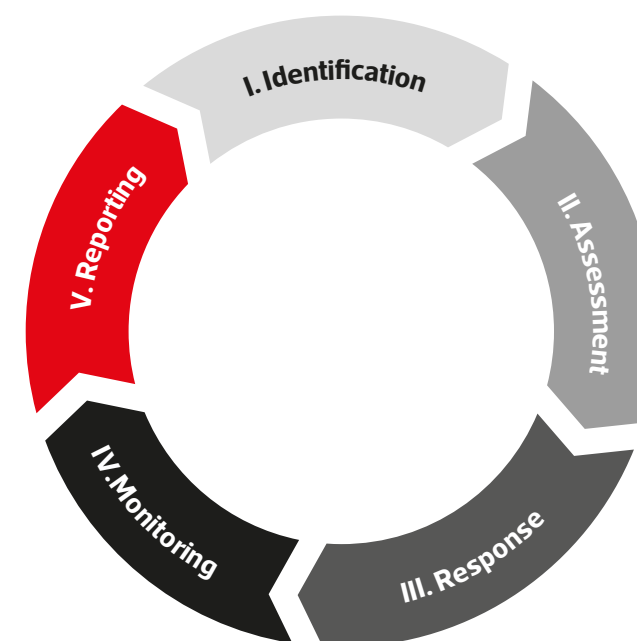 I. Identification
II. Assessment
III. Response
IV.Monitoring
V. Reporting